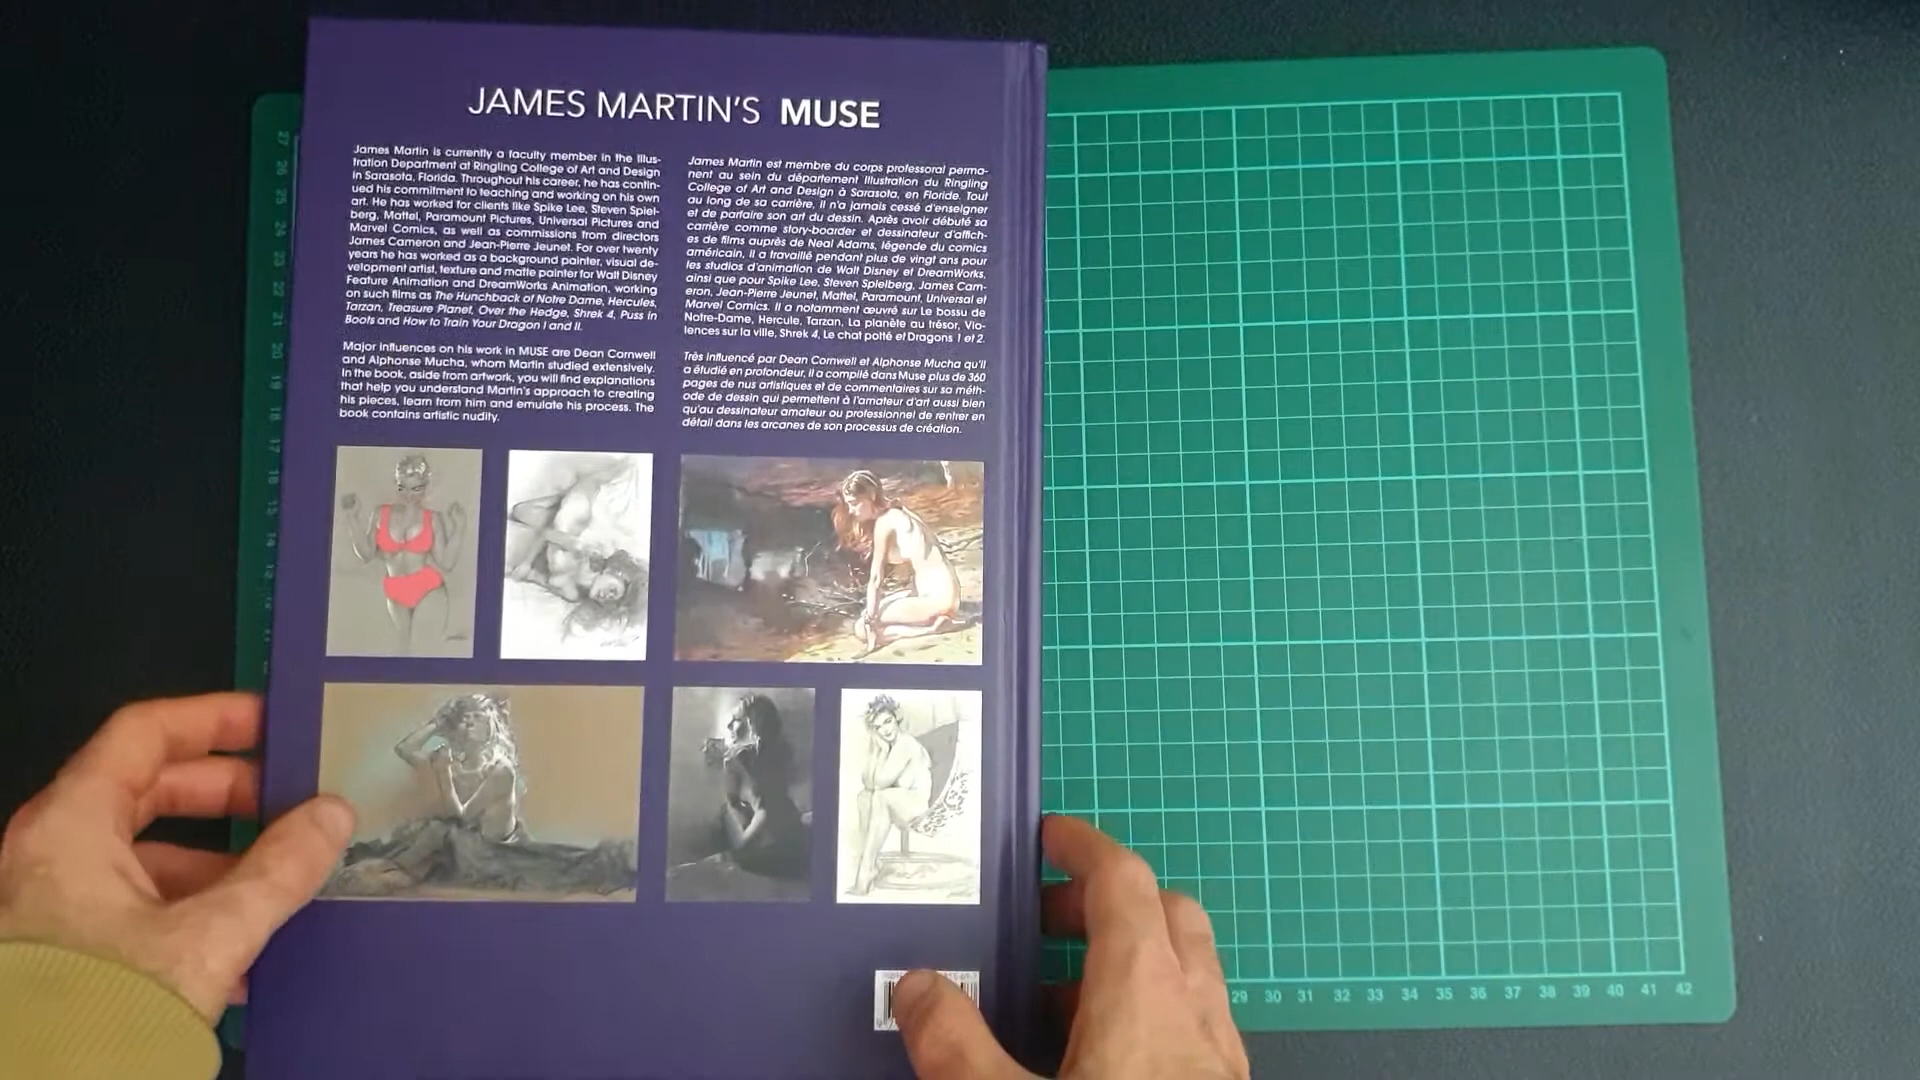 JAMES MARTIN'S MUSE
James Martin is currently a faculty member in the Illus-
tration Department at Ringling College of Art and Design
in Sarasota, Florida. Throughout his career, he has contin-
ued his commitment to teaching and working on his own
art. He has worked for clients like Spike Lee, Steven Spiel-
berg, Mattel, Paramount Pictures, Universal Pictures and
Marvel Comics, as well as commissions from directors
James Cameron and Jean-Pierre Jeunet. For over twenty
years he has worked as a background painter, visual de-
velopment artist, texture and matte painter for Walt Disney
Feature Animation and DreamWorks Animation, working
on such films as The Hunchback of Notre Dame, Hercules,
Tarzan, Treasure Planet, Over the Hedge, Shrek 4, Puss in
Boots and How to Train Your Dragon I and II.
Major influences on his work in MUSE are Dean Cornwell
and Alphonse Mucha, whom Martin studied extensively.
In the book, aside from artwork, you will find explanations
that help you understand Martin's approach to creating
his pieces, learn from him and emulate his process. The
book contains artistic nudity.
James Martin est membre du corps professoral perma-
nent au sein du département Illustration du Ringling
College of Art and Design à Sarasota, en Floride. Tout
au long de sa carrière, il n'a jamais cessé d'enseigner
et de parfaire son art du dessin. Après avoir débuté sa
carrière comme story-boarder et dessinateur d'affich-
es de films auprès de Neal Adams, légende du comics
américain, il a travaillé pendant plus de vingt ans pour
les studios d'animation de Walt Disney et DreamWorks,
ainsi que pour Spike Lee, Steven Spielberg, James Cam-
eron, Jean-Pierre Jeunet, Mattel, Paramount, Universal et
Marvel Comics. Il a notamment œuvré sur Le bossu de
Notre-Dame, Hercule, Tarzan, La planète au trésor, Vio-
lences sur la ville, Shrek 4, Le chat potté et Dragons 1 et 2.
Très influencé par Dean Cornwell et Alphonse Mucha qu'il
a étudié en profondeur, il a compilé dans Muse plus de 360
pages de nus artistiques et de commentaires sur sa méth-
ode de dessin qui permettent à l'amateur d'art aussi bien
qu'au dessinateur amateur ou professionnel de rentrer en
détail dans les arcanes de son processus de création.
27
26
25
24
23
22
21
20
19
18
17
16
15
14
29 30 31 32 33 34 35 36 37 38 39 40 41 42